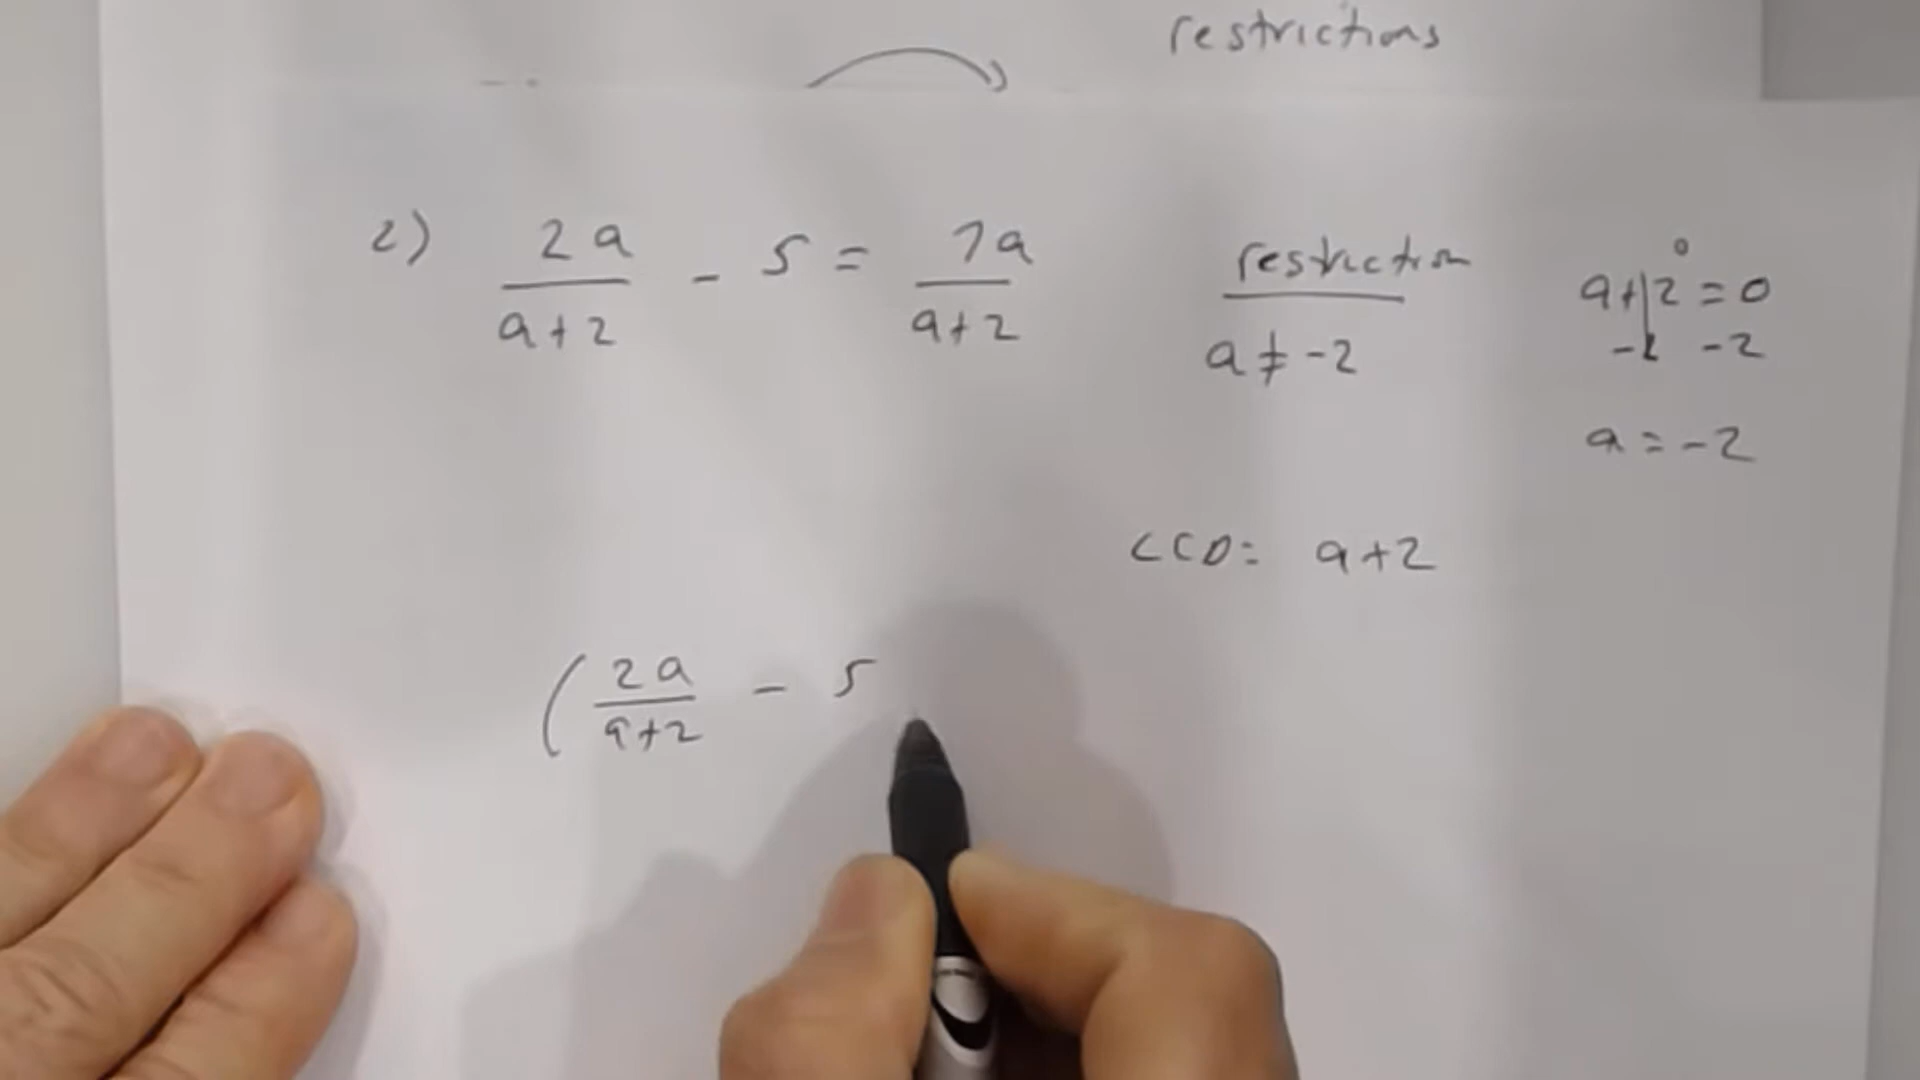 restrictions
2) 2a/a+2 - 5 = 7a/a+2
restriction
a ≠ -2
0
a+2=0
-2 -2
a = -2
LCD: a+2
(2a/a+2 - 5